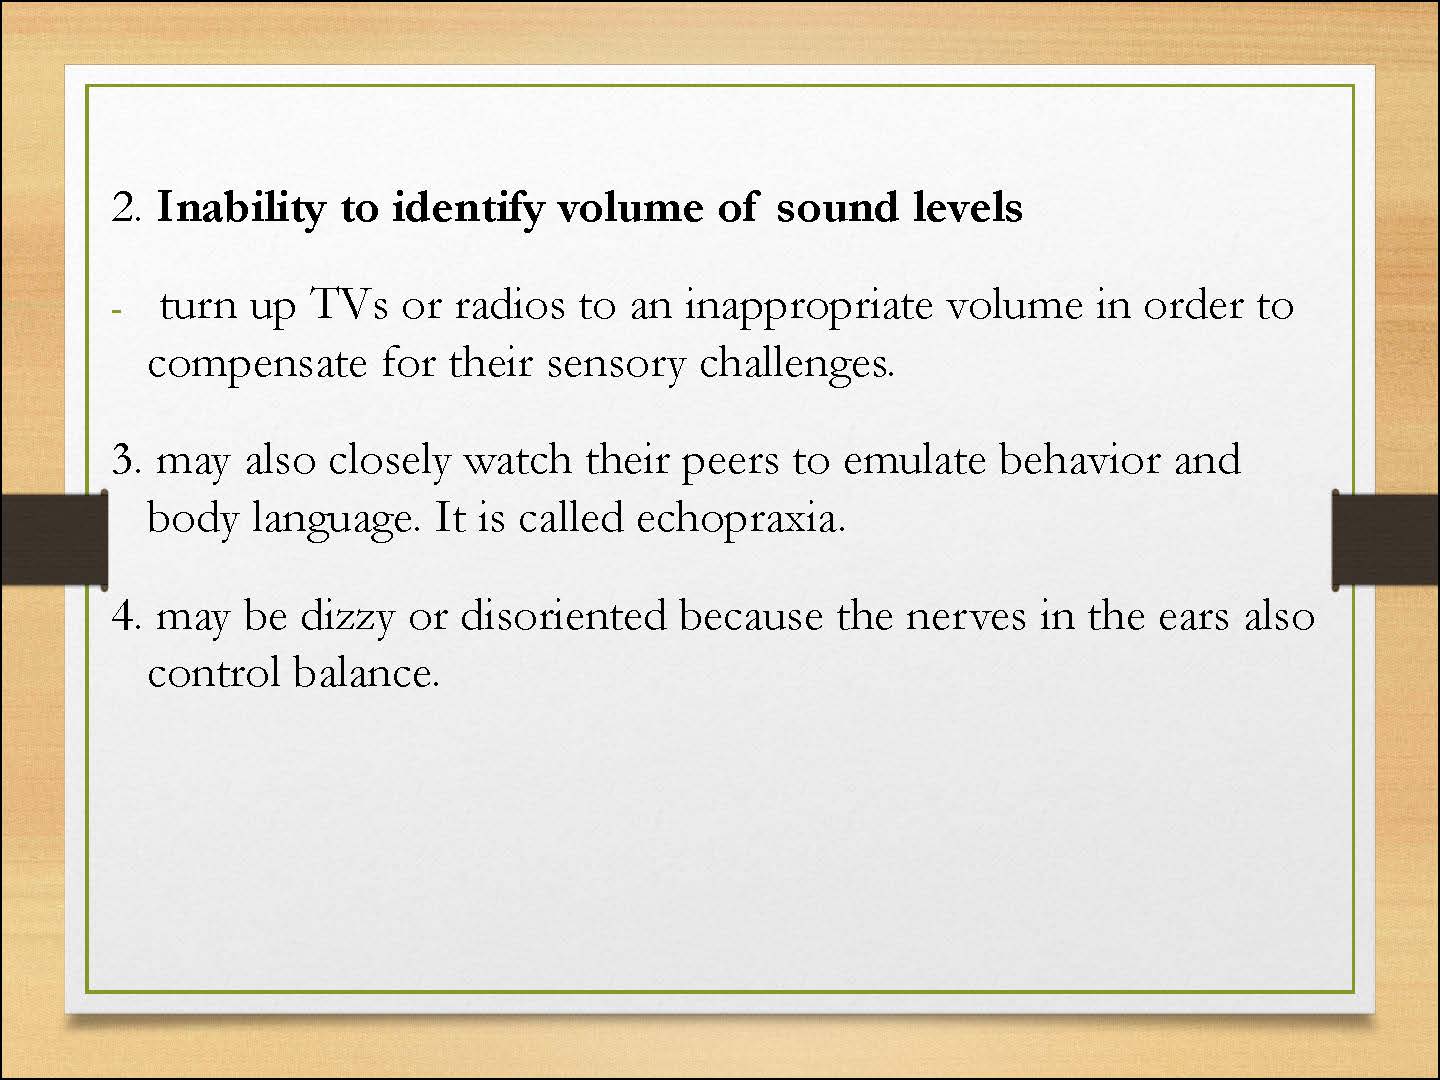 2. Inability to identify volume of sound levels
- turn up TVs or radios to an inappropriate volume in order to
compensate for their sensory challenges.
3. may also closely watch their peers to emulate behavior and
body language. It is called echopraxia.
4. may be dizzy or disoriented because the nerves in the ears also
control balance.